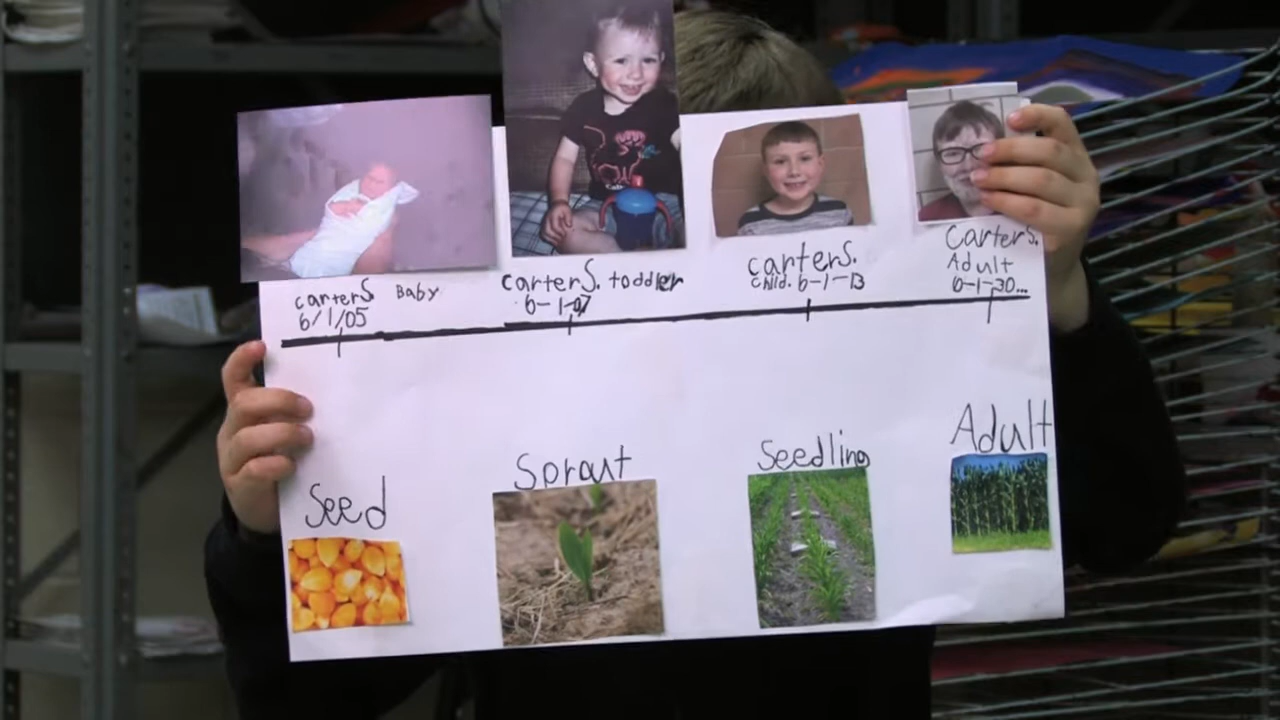 carterS Baby
6/1/05
carterS. toddler
6-1-07
carterS.
child. 6-1-13
CarterS.
Adult
6-1-30...
Seed
Sprout
Seedling
Adult